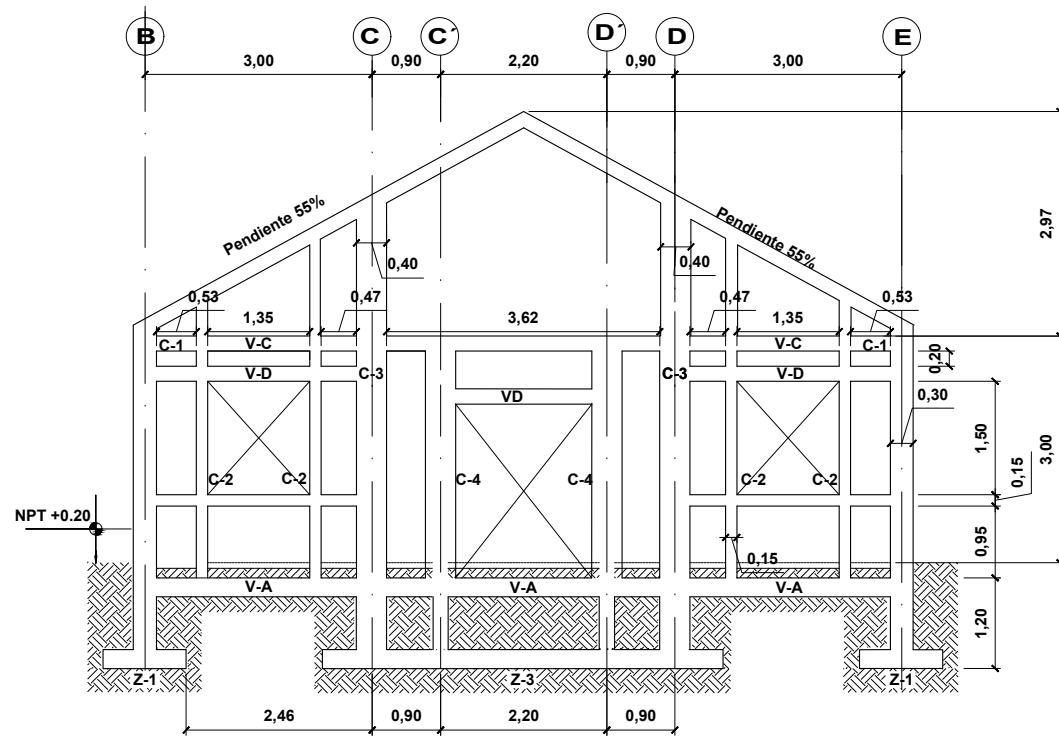 B C C´ D´ D E
3,00 0,90 2,20 0,90 3,00
Pendiente 55% Pendiente 55%
2,97
0,40 0,40
0,53 0,47 0,47 0,53
1,35 3,62 1,35
C-1 V-C V-C C-1
0,20
V-D C-3 C-3 V-D
VD
0,30
1,50
3,00
0,15
C-2 C-2 C-4 C-4 C-2 C-2
NPT +0.20
0,95
0,15
V-A V-A V-A
1,20
Z-1 Z-3 Z-1
2,46 0,90 2,20 0,90